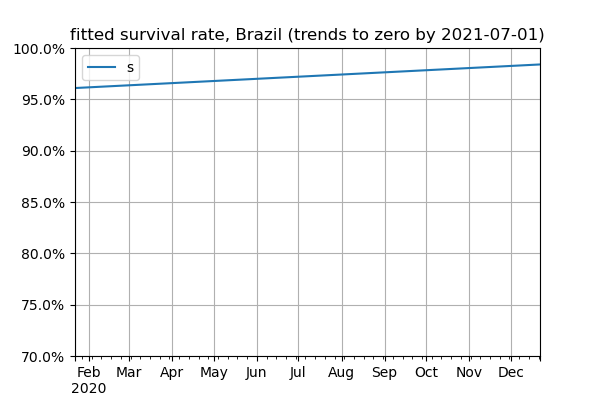 fitted survival rate, Brazil (trends to zero by 2021-07-01)
100.0%
s
95.0%
90.0%
85.0%
80.0%
75.0%
70.0%
Feb Mar Apr May Jun Jul Aug Sep Oct Nov Dec
2020